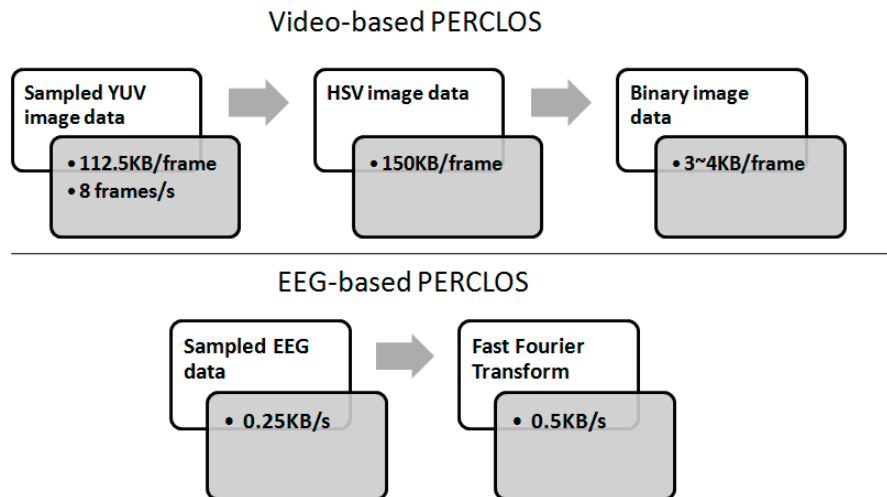 Video-based PERCLOS
Sampled YUV
image data
• 112.5KB/frame
• 8 frames/s
HSV image data
• 150KB/frame
Binary image
data
• 3~4KB/frame
EEG-based PERCLOS
Sampled EEG
data
• 0.25KB/s
Fast Fourier
Transform
• 0.5KB/s